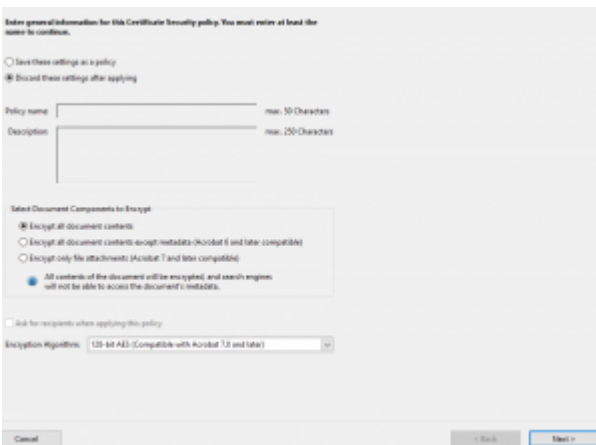 Enter general information for this Certificate Security policy. You must enter at least the
name to continue.
Save these settings as a policy
Discard these settings after applying
Policy name: max. 50 Characters
Description: max. 250 Characters
Select Document Components to Encrypt
Encrypt all document contents
Encrypt all document contents except metadata (Acrobat 6 and later compatible)
Encrypt only file attachments (Acrobat 7 and later compatible)
All contents of the document will be encrypted, and search engines
will not be able to access the document's metadata.
Ask for recipients when applying this policy
Encryption Algorithm: 128-bit AES (Compatible with Acrobat 7.0 and later)
Cancel < Back Next >